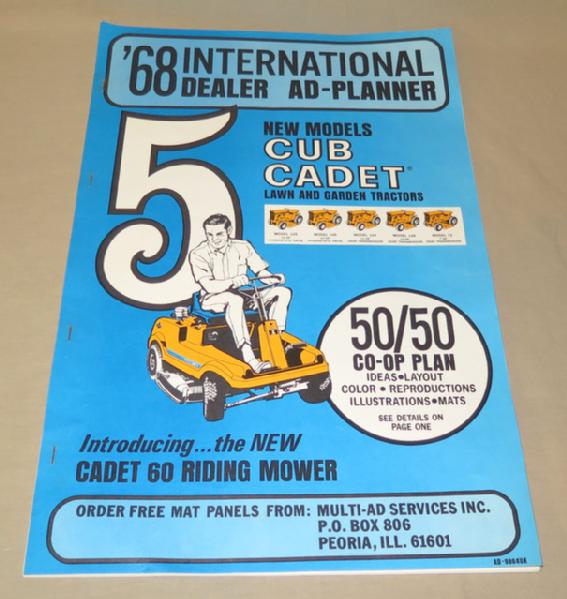 '68 INTERNATIONAL
DEALER AD-PLANNER
5
NEW MODELS
CUB
CADET®
LAWN AND GARDEN TRACTORS
50/50
CO-OP PLAN
IDEAS•LAYOUT
COLOR • REPRODUCTIONS
ILLUSTRATIONS•MATS
SEE DETAILS ON
PAGE ONE
Introducing...the NEW
CADET 60 RIDING MOWER
ORDER FREE MAT PANELS FROM: MULTI-AD SERVICES INC.
P.O. BOX 806
PEORIA, ILL. 61601